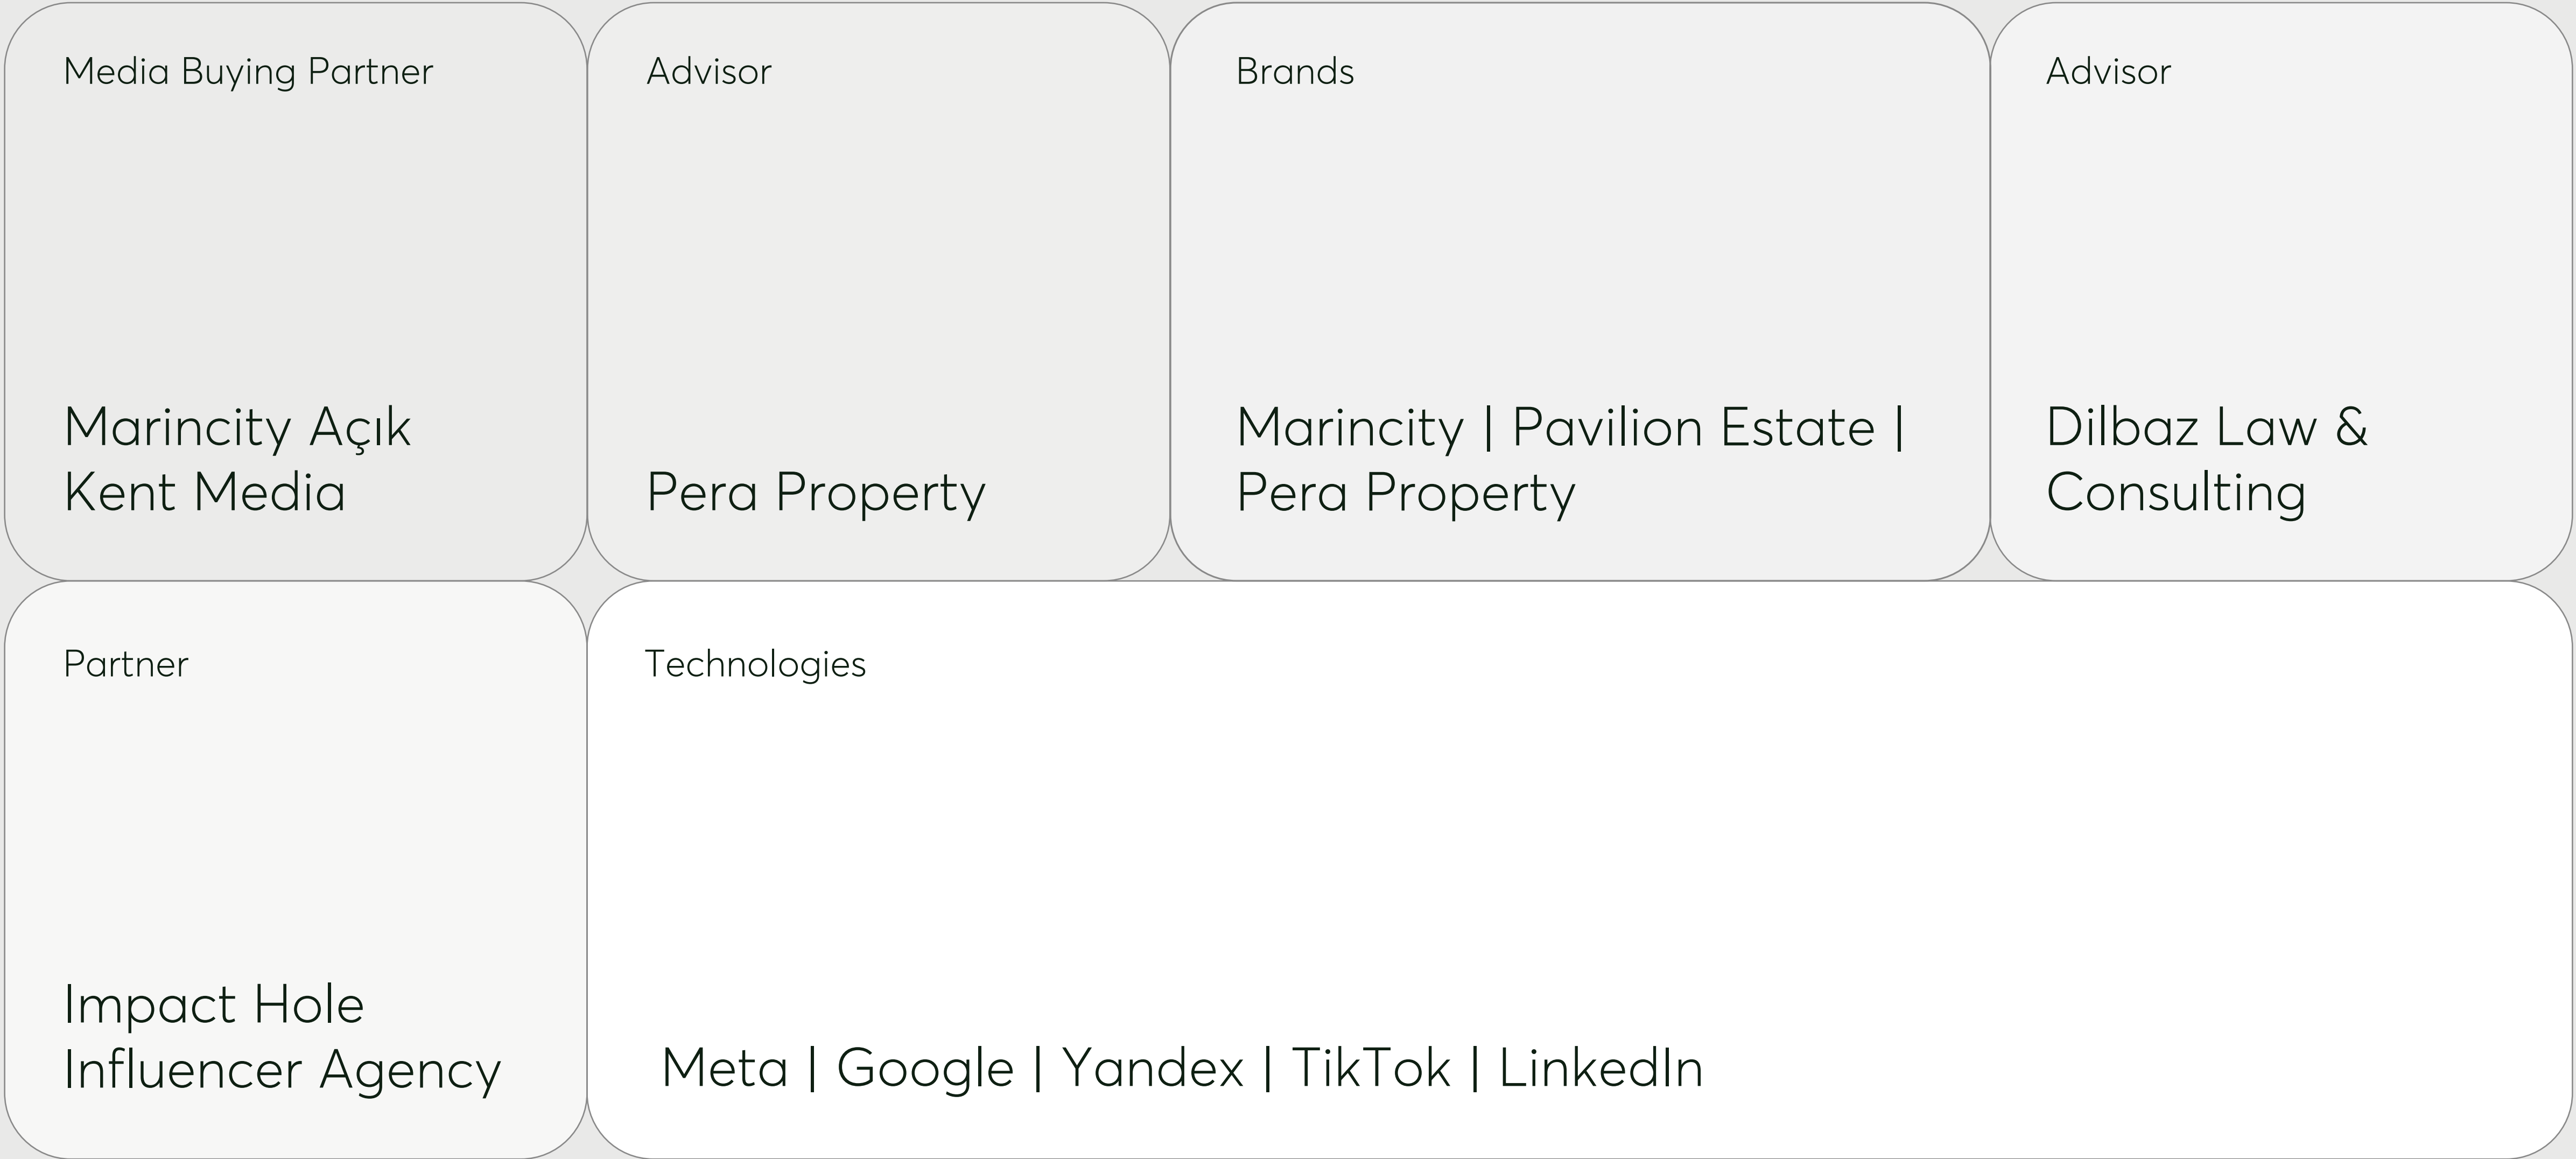 Media Buying Partner
Marincity Açık
Kent Media
Advisor
Pera Property
Brands
Marincity | Pavilion Estate |
Pera Property
Advisor
Dilbaz Law &
Consulting
Partner
Impact Hole
Influencer Agency
Technologies
Meta | Google | Yandex | TikTok | LinkedIn